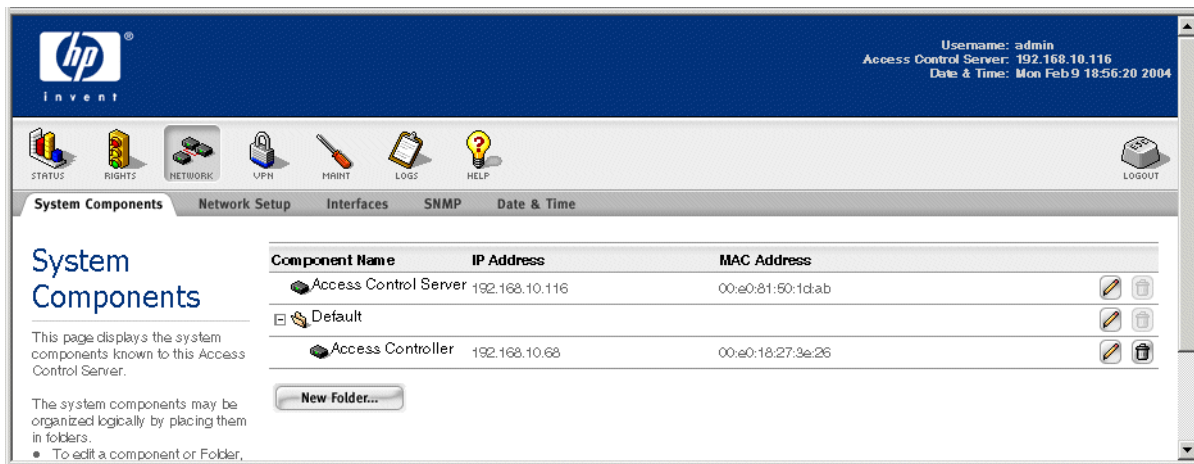 hp
®
invent
Username: admin
Access Control Server: 192.168.10.116
Date & Time: Mon Feb 9 18:56:20 2004
STATUS RIGHTS NETWORK VPN MAINT LOGS HELP LOGOUT
System Components Network Setup Interfaces SNMP Date & Time
System
Components
This page displays the system
components known to this Access
Control Server.
The system components may be
organized logically by placing them
in folders.
• To edit a component or Folder,
Component Name IP Address MAC Address
Access Control Server 192.168.10.116 00:e0:81:50:1d:ab
Default
Access Controller 192.168.10.68 00:e0:18:27:3e:26
New Folder...